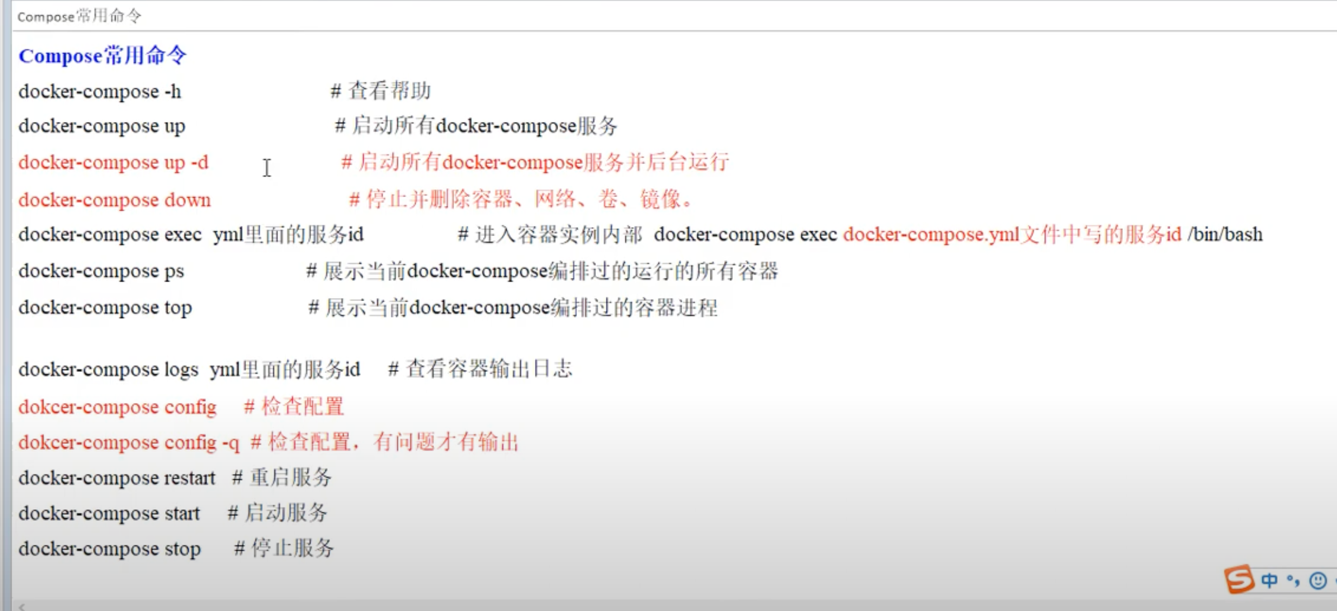 Compose常用命令
Compose常用命令
docker-compose -h # 查看帮助
docker-compose up # 启动所有docker-compose服务
docker-compose up -d # 启动所有docker-compose服务并后台运行
docker-compose down # 停止并删除容器、网络、卷、镜像。
docker-compose exec yml里面的服务id # 进入容器实例内部 docker-compose exec docker-compose.yml文件中写的服务id /bin/bash
docker-compose ps # 展示当前docker-compose编排过的运行的所有容器
docker-compose top # 展示当前docker-compose编排过的容器进程
docker-compose logs yml里面的服务id # 查看容器输出日志
dokcer-compose config # 检查配置
dokcer-compose config -q # 检查配置，有问题才有输出
docker-compose restart # 重启服务
docker-compose start # 启动服务
docker-compose stop # 停止服务
S 中 °,